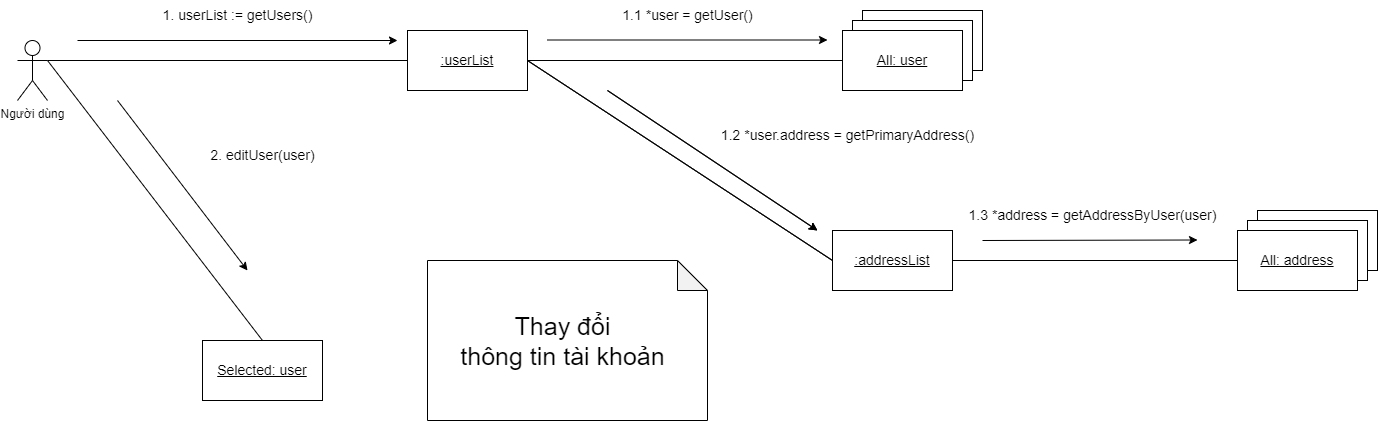 1. userList := getUsers()
1.1 *user = getUser()
:userList
All: user
Người dùng
2. editUser(user)
1.2 *user.address = getPrimaryAddress()
1.3 *address = getAddressByUser(user)
:addressList
All: address
Thay đổi
thông tin tài khoản
Selected: user